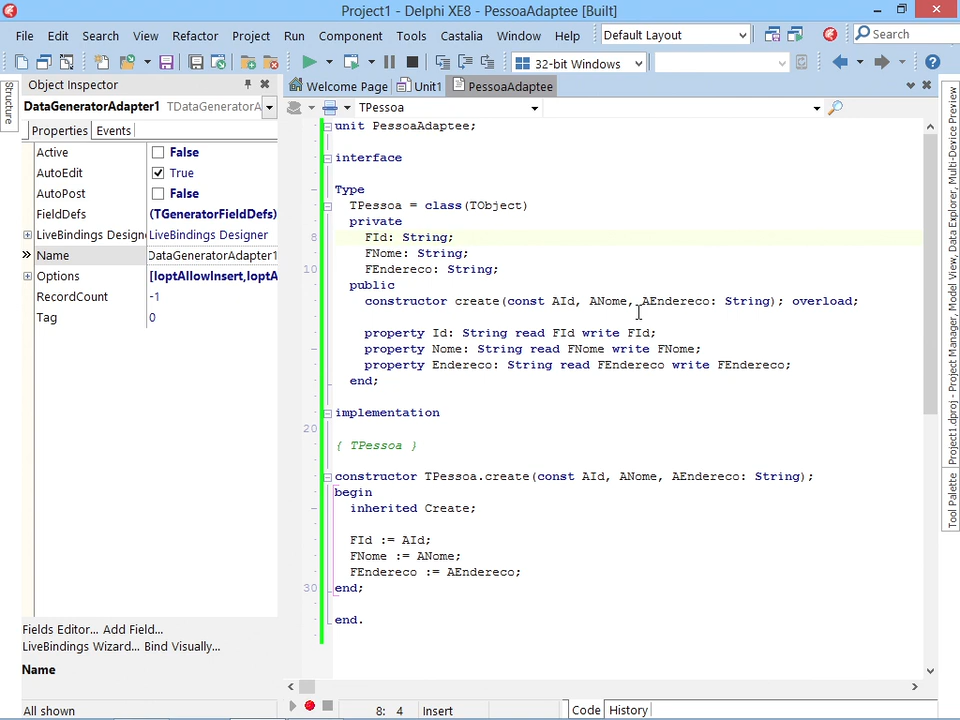 Project1 - Delphi XE8 - PessoaAdaptee [Built]
File Edit Search View Refactor Project Run Component Tools Castalia Window Help Default Layout Search
32-bit Windows
Structure
Object Inspector
DataGeneratorAdapter1 TDataGeneratorA
Properties Events
Active False
AutoEdit True
AutoPost False
FieldDefs (TGeneratorFieldDefs)
LiveBindings Design LiveBindings Designer
Name DataGeneratorAdapter1
Options [loptAllowInsert,loptA
RecordCount -1
Tag 0
Fields Editor... Add Field...
LiveBindings Wizard... Bind Visually...
Name
All shown
Welcome Page Unit1 PessoaAdaptee
TPessoa
unit PessoaAdaptee;
interface
Type
TPessoa = class(TObject)
private
8 FId: String;
FNome: String;
10 FEndereco: String;
public
constructor create(const AId, ANome, AEndereco: String); overload;
property Id: String read FId write FId;
property Nome: String read FNome write FNome;
property Endereco: String read FEndereco write FEndereco;
end;
implementation
20
{ TPessoa }
constructor TPessoa.create(const AId, ANome, AEndereco: String);
begin
inherited Create;
FId := AId;
FNome := ANome;
FEndereco := AEndereco;
30 end;
end.
8: 4 Insert Code History
Project1.dproj - Project Manager, Model View, Data Explorer, Multi-Device Preview
Tool Palette